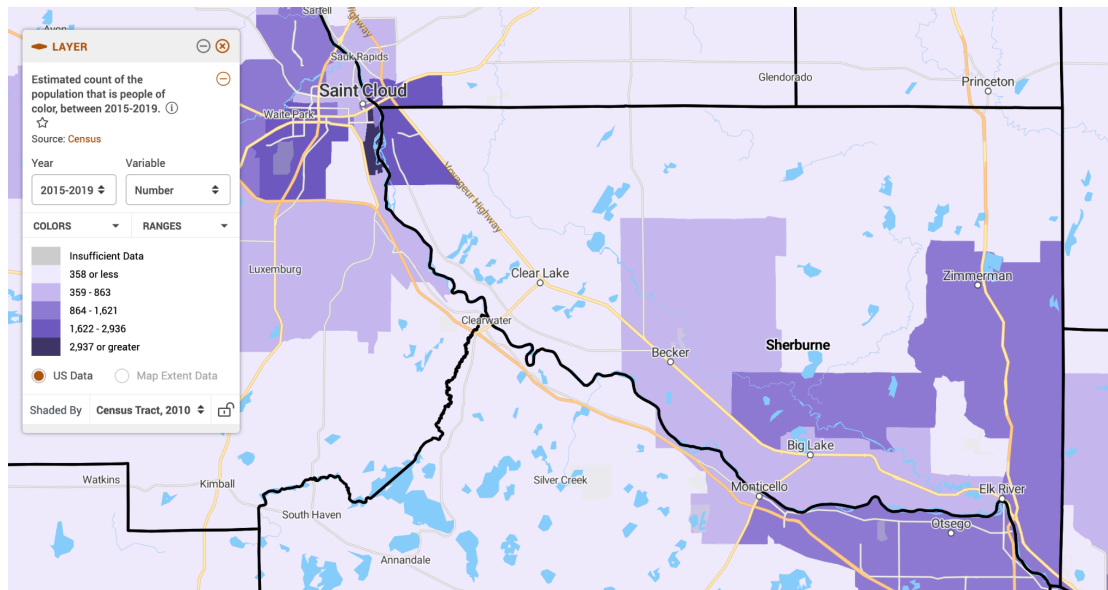 LAYER
Estimated count of the
population that is people of
color, between 2015-2019.
Source: Census
Year
Variable
2015-2019
Number
COLORS
RANGES
Insufficient Data
358 or less
359 - 863
864 - 1,621
1,622 - 2,936
2,937 or greater
US Data
Map Extent Data
Shaded By
Census Tract, 2010
Sartell
Highway
Sauk Rapids
Saint Cloud
Waite Park
Glendorado
Princeton
Voyageur Highway
Luxemburg
Clear Lake
Zimmerman
Clearwater
Becker
Sherburne
Big Lake
Watkins
Kimball
Silver Creek
Monticello
Elk River
South Haven
Otsego
Annandale